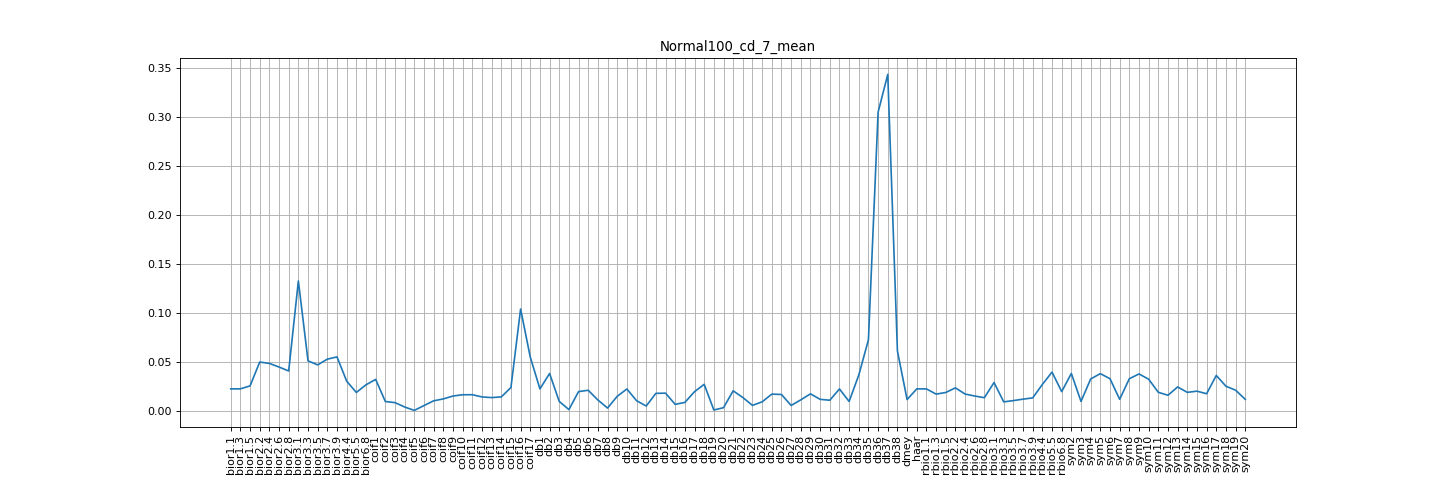 Normal100_cd_7_mean
0.35
0.30
0.25
0.20
0.15
0.10
0.05
0.00
bior1.1
bior1.3
bior1.5
bior2.2
bior2.4
bior2.6
bior2.8
bior3.1
bior3.3
bior3.5
bior3.7
bior3.9
bior4.4
bior5.5
bior6.8
coif1
coif2
coif3
coif4
coif5
coif6
coif7
coif8
coif9
coif10
coif11
coif12
coif13
coif14
coif15
coif16
coif17
db1
db2
db3
db4
db5
db6
db7
db8
db9
db10
db11
db12
db13
db14
db15
db16
db17
db18
db19
db20
db21
db22
db23
db24
db25
db26
db27
db28
db29
db30
db31
db32
db33
db34
db35
db36
db37
db38
dmey
haar
rbio1.1
rbio1.3
rbio1.5
rbio2.2
rbio2.4
rbio2.6
rbio2.8
rbio3.1
rbio3.3
rbio3.5
rbio3.7
rbio3.9
rbio4.4
rbio5.5
rbio6.8
sym2
sym3
sym4
sym5
sym6
sym7
sym8
sym9
sym10
sym11
sym12
sym13
sym14
sym15
sym16
sym17
sym18
sym19
sym20